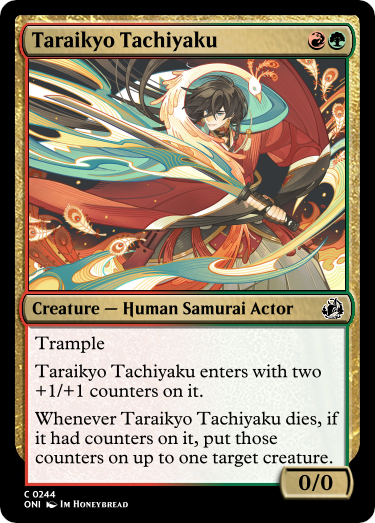 Taraikyo Tachiyaku
Creature — Human Samurai Actor
Trample
Taraikyo Tachiyaku enters with two
+1/+1 counters on it.
Whenever Taraikyo Tachiyaku dies, if
it had counters on it, put those
counters on up to one target creature.
0/0
C 0244
ONI Im Honeybread